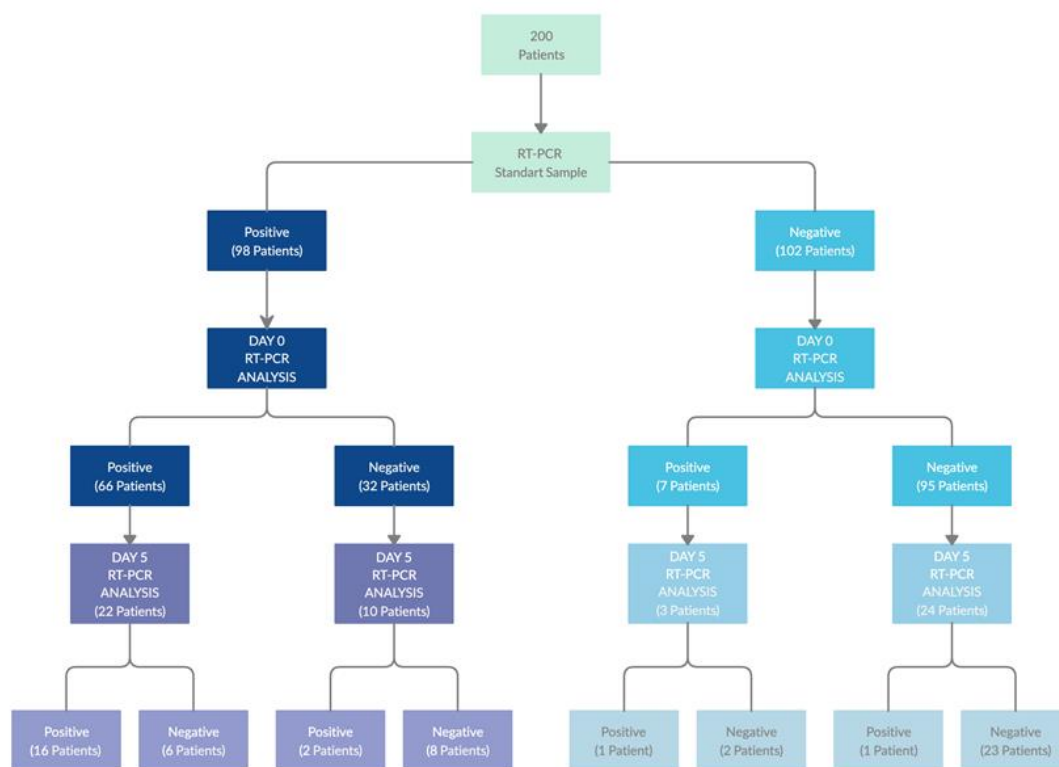 200
Patients
RT-PCR
Standart Sample
Positive
(98 Patients)
Negative
(102 Patients)
DAY 0
RT-PCR
ANALYSIS
DAY 0
RT-PCR
ANALYSIS
Positive
(66 Patients)
Negative
(32 Patients)
Positive
(7 Patients)
Negative
(95 Patients)
DAY 5
RT-PCR
ANALYSIS
(22 Patients)
DAY 5
RT-PCR
ANALYSIS
(10 Patients)
DAY 5
RT-PCR
ANALYSIS
(3 Patients)
DAY 5
RT-PCR
ANALYSIS
(24 Patients)
Positive
(16 Patients)
Negative
(6 Patients)
Positive
(2 Patients)
Negative
(8 Patients)
Positive
(1 Patient)
Negative
(2 Patients)
Positive
(1 Patient)
Negative
(23 Patients)